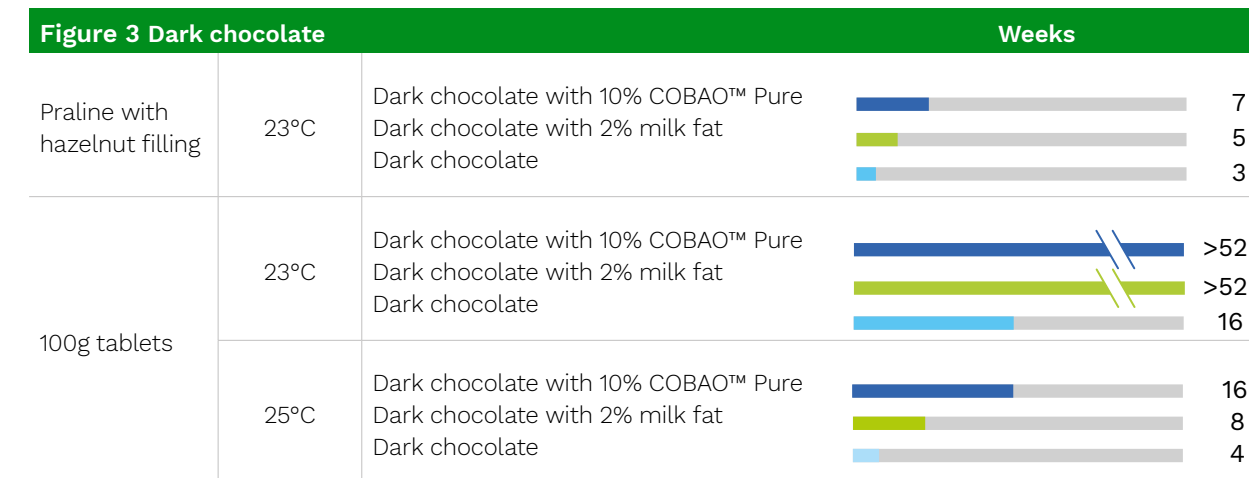 Figure 3 Dark chocolate Weeks
Praline with
hazelnut filling
23°C
Dark chocolate with 10% COBAO™ Pure 7
Dark chocolate with 2% milk fat 5
Dark chocolate 3
100g tablets
23°C
Dark chocolate with 10% COBAO™ Pure >52
Dark chocolate with 2% milk fat >52
Dark chocolate 16
25°C
Dark chocolate with 10% COBAO™ Pure 16
Dark chocolate with 2% milk fat 8
Dark chocolate 4